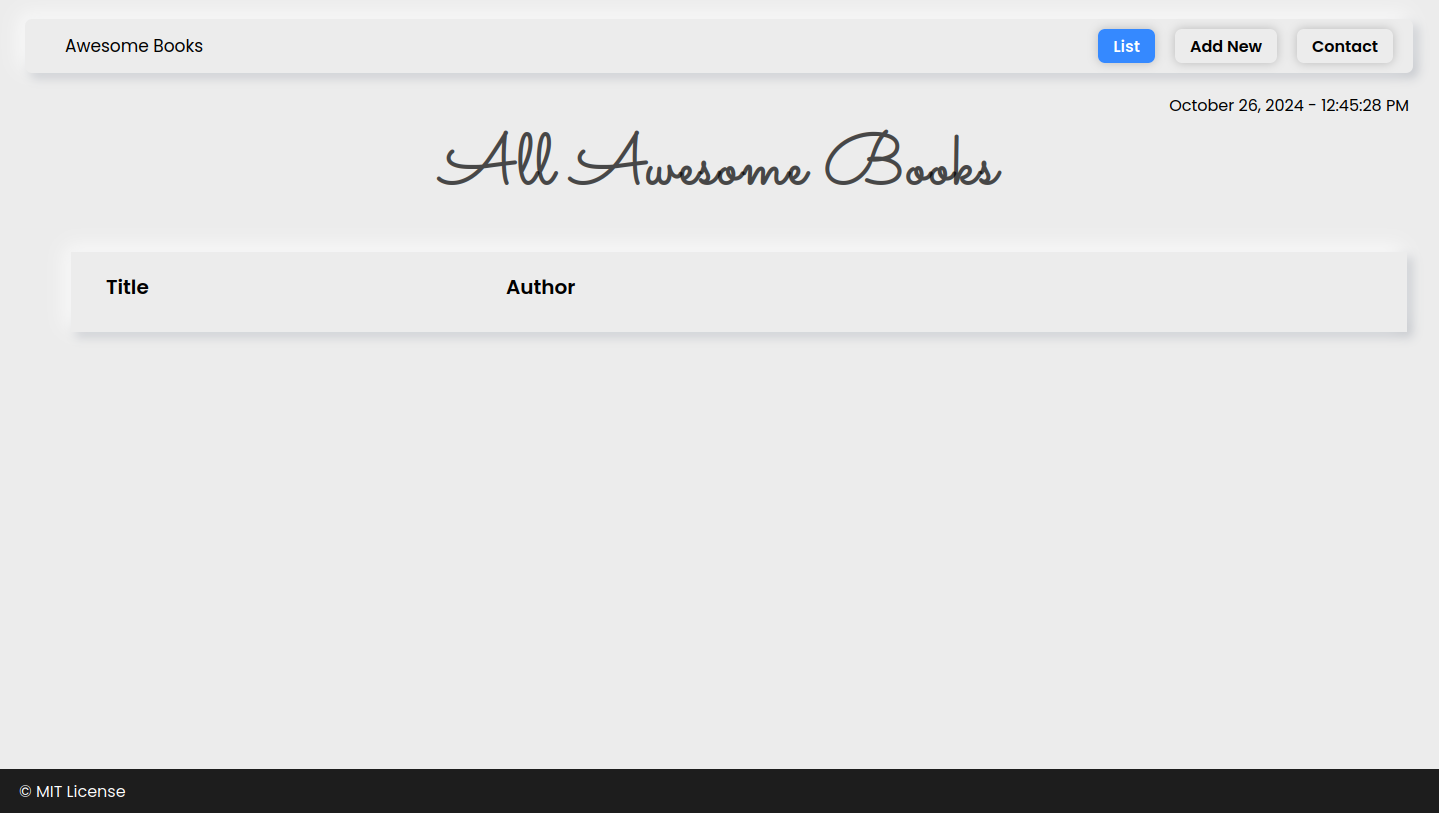 Awesome Books List Add New Contact
October 26, 2024 - 12:45:28 PM
All Awesome Books
Title Author
© MIT License